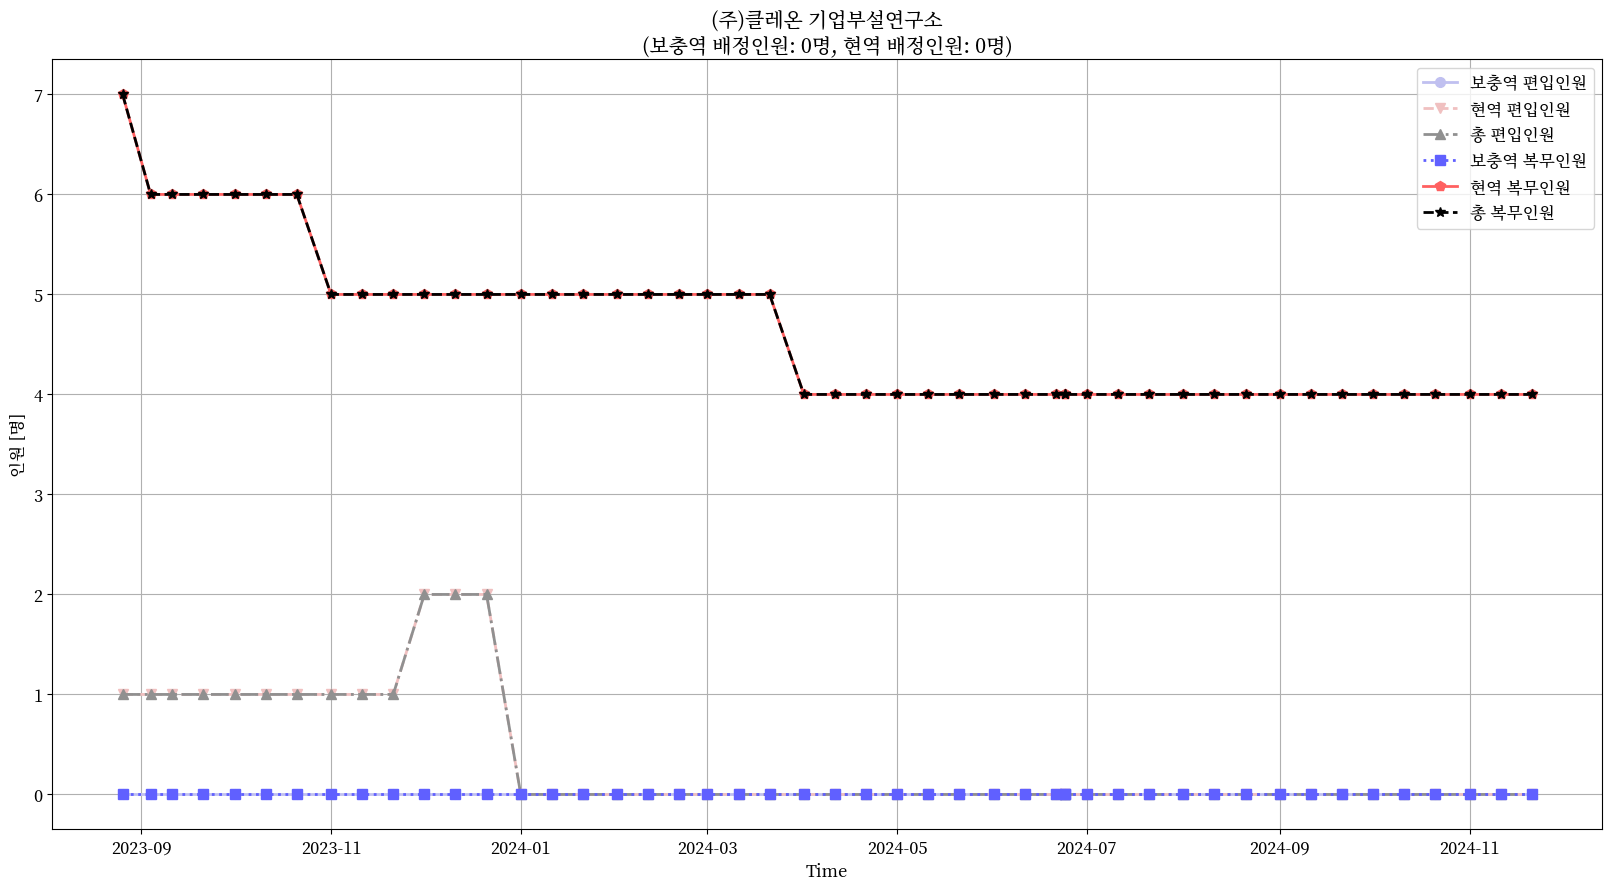 (주)클레온 기업부설연구소
(보충역 배정인원: 0명, 현역 배정인원: 0명)
보충역 편입인원
현역 편입인원
총 편입인원
보충역 복무인원
현역 복무인원
총 복무인원
인원 [명]
7
6
5
4
3
2
1
0
2023-09
2023-11
2024-01
2024-03
2024-05
2024-07
2024-09
2024-11
Time